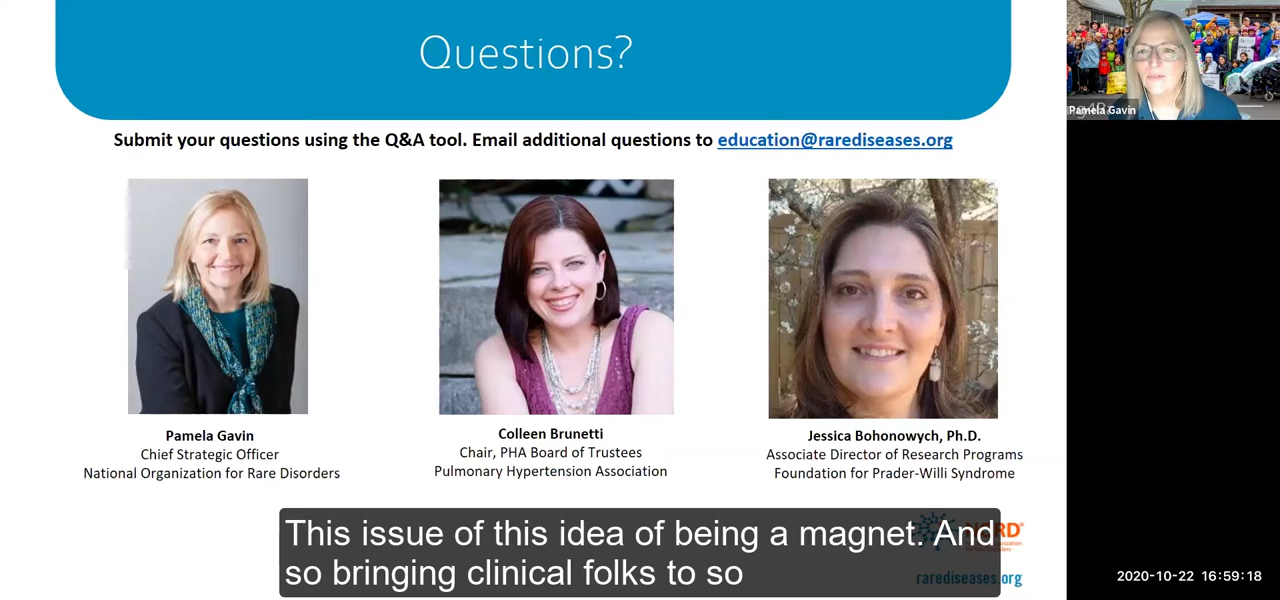 Questions?
Submit your questions using the Q&A tool. Email additional questions to education@rarediseases.org
Pamela Gavin
Pamela Gavin
Chief Strategic Officer
National Organization for Rare Disorders
Colleen Brunetti
Chair, PHA Board of Trustees
Pulmonary Hypertension Association
Jessica Bohonowych, Ph.D.
Associate Director of Research Programs
Foundation for Prader-Willi Syndrome
This issue of this idea of being a magnet. And
so bringing clinical folks to so
rarediseases.org
2020-10-22 16:59:18